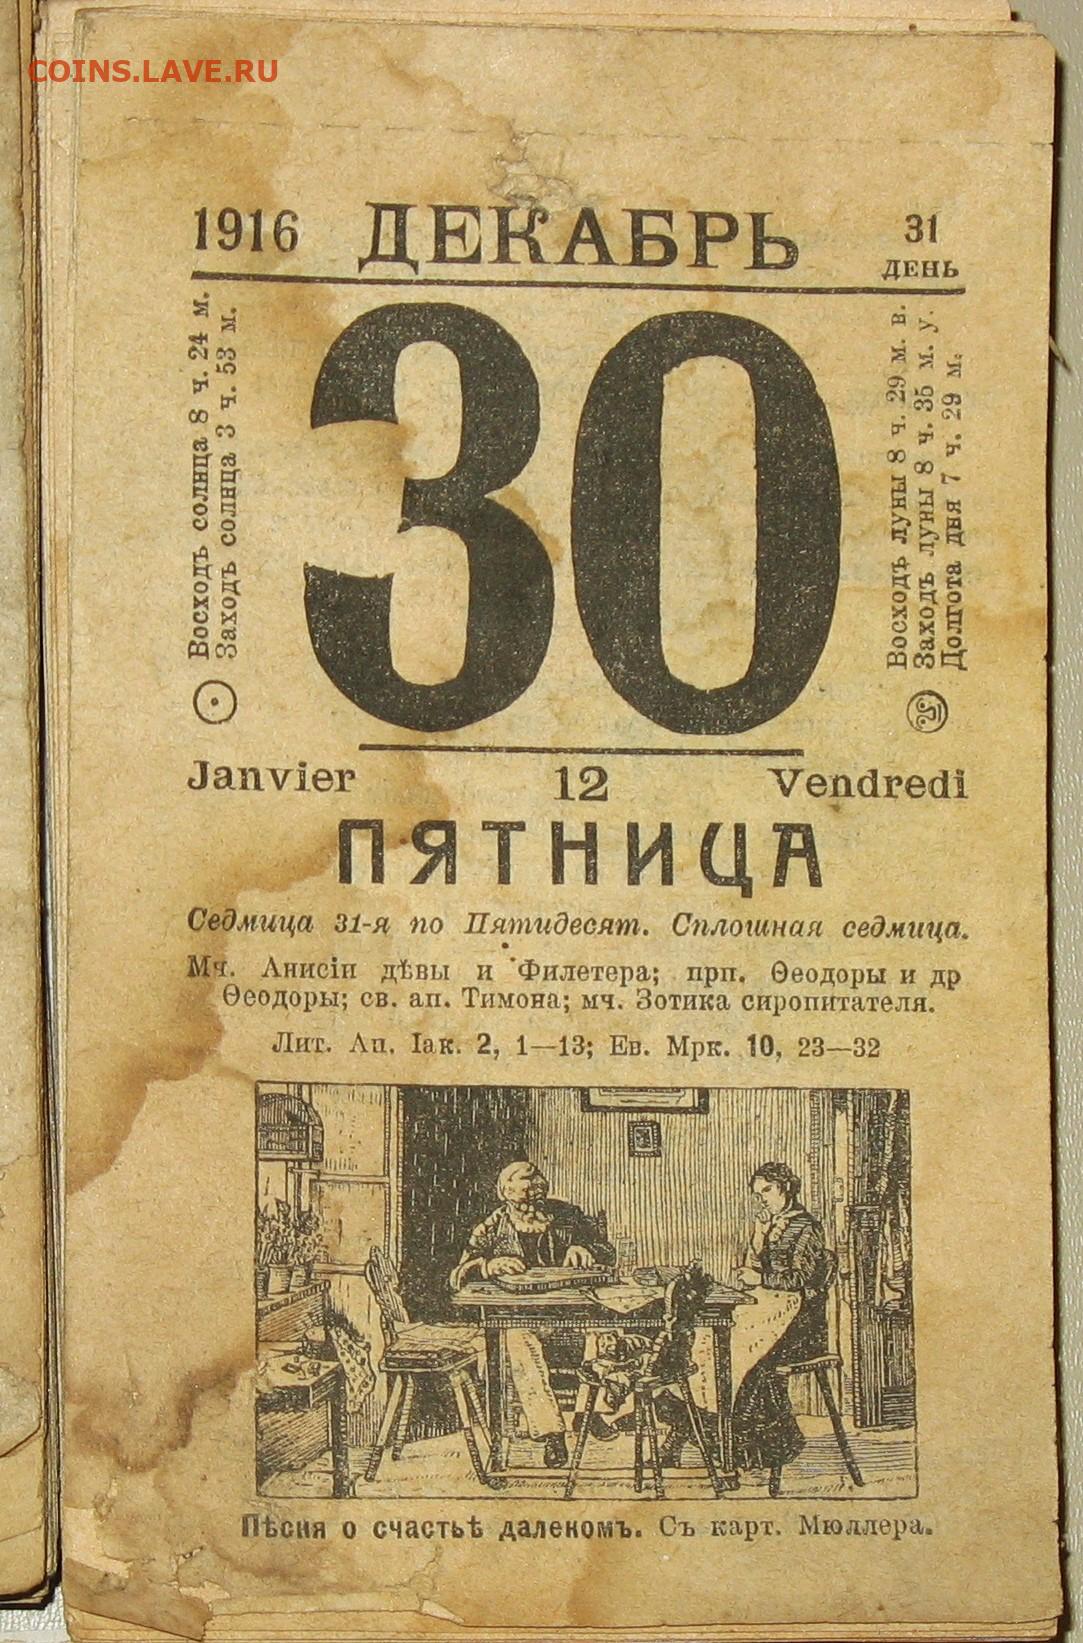 COINS.LAVE.RU
1916 ДЕКАБРЬ 31 ДЕНЬ
Восходъ солнца 8 ч. 24 м.
Заходъ солнца 3 ч. 53 м.
30
Восходъ луны 8 ч. 29 м. в.
Заходъ луны 8 ч. 35 м. у.
Долгота дня 7 ч. 29 м.
Janvier 12 Vendredi
ПЯТНИЦА
Седмица 31-я по Пятидесят. Сплошная седмица.
Мч. Анисіи дѣвы и Филетера; прп. Ѳеодоры и др
Ѳеодоры; св. ап. Тимона; мч. Зотика сиропитателя.
Лит. Ап. Іак. 2, 1—13; Ев. Мрк. 10, 23—32
Пѣсня о счастьѣ далекомъ. Съ карт. Мюллера.